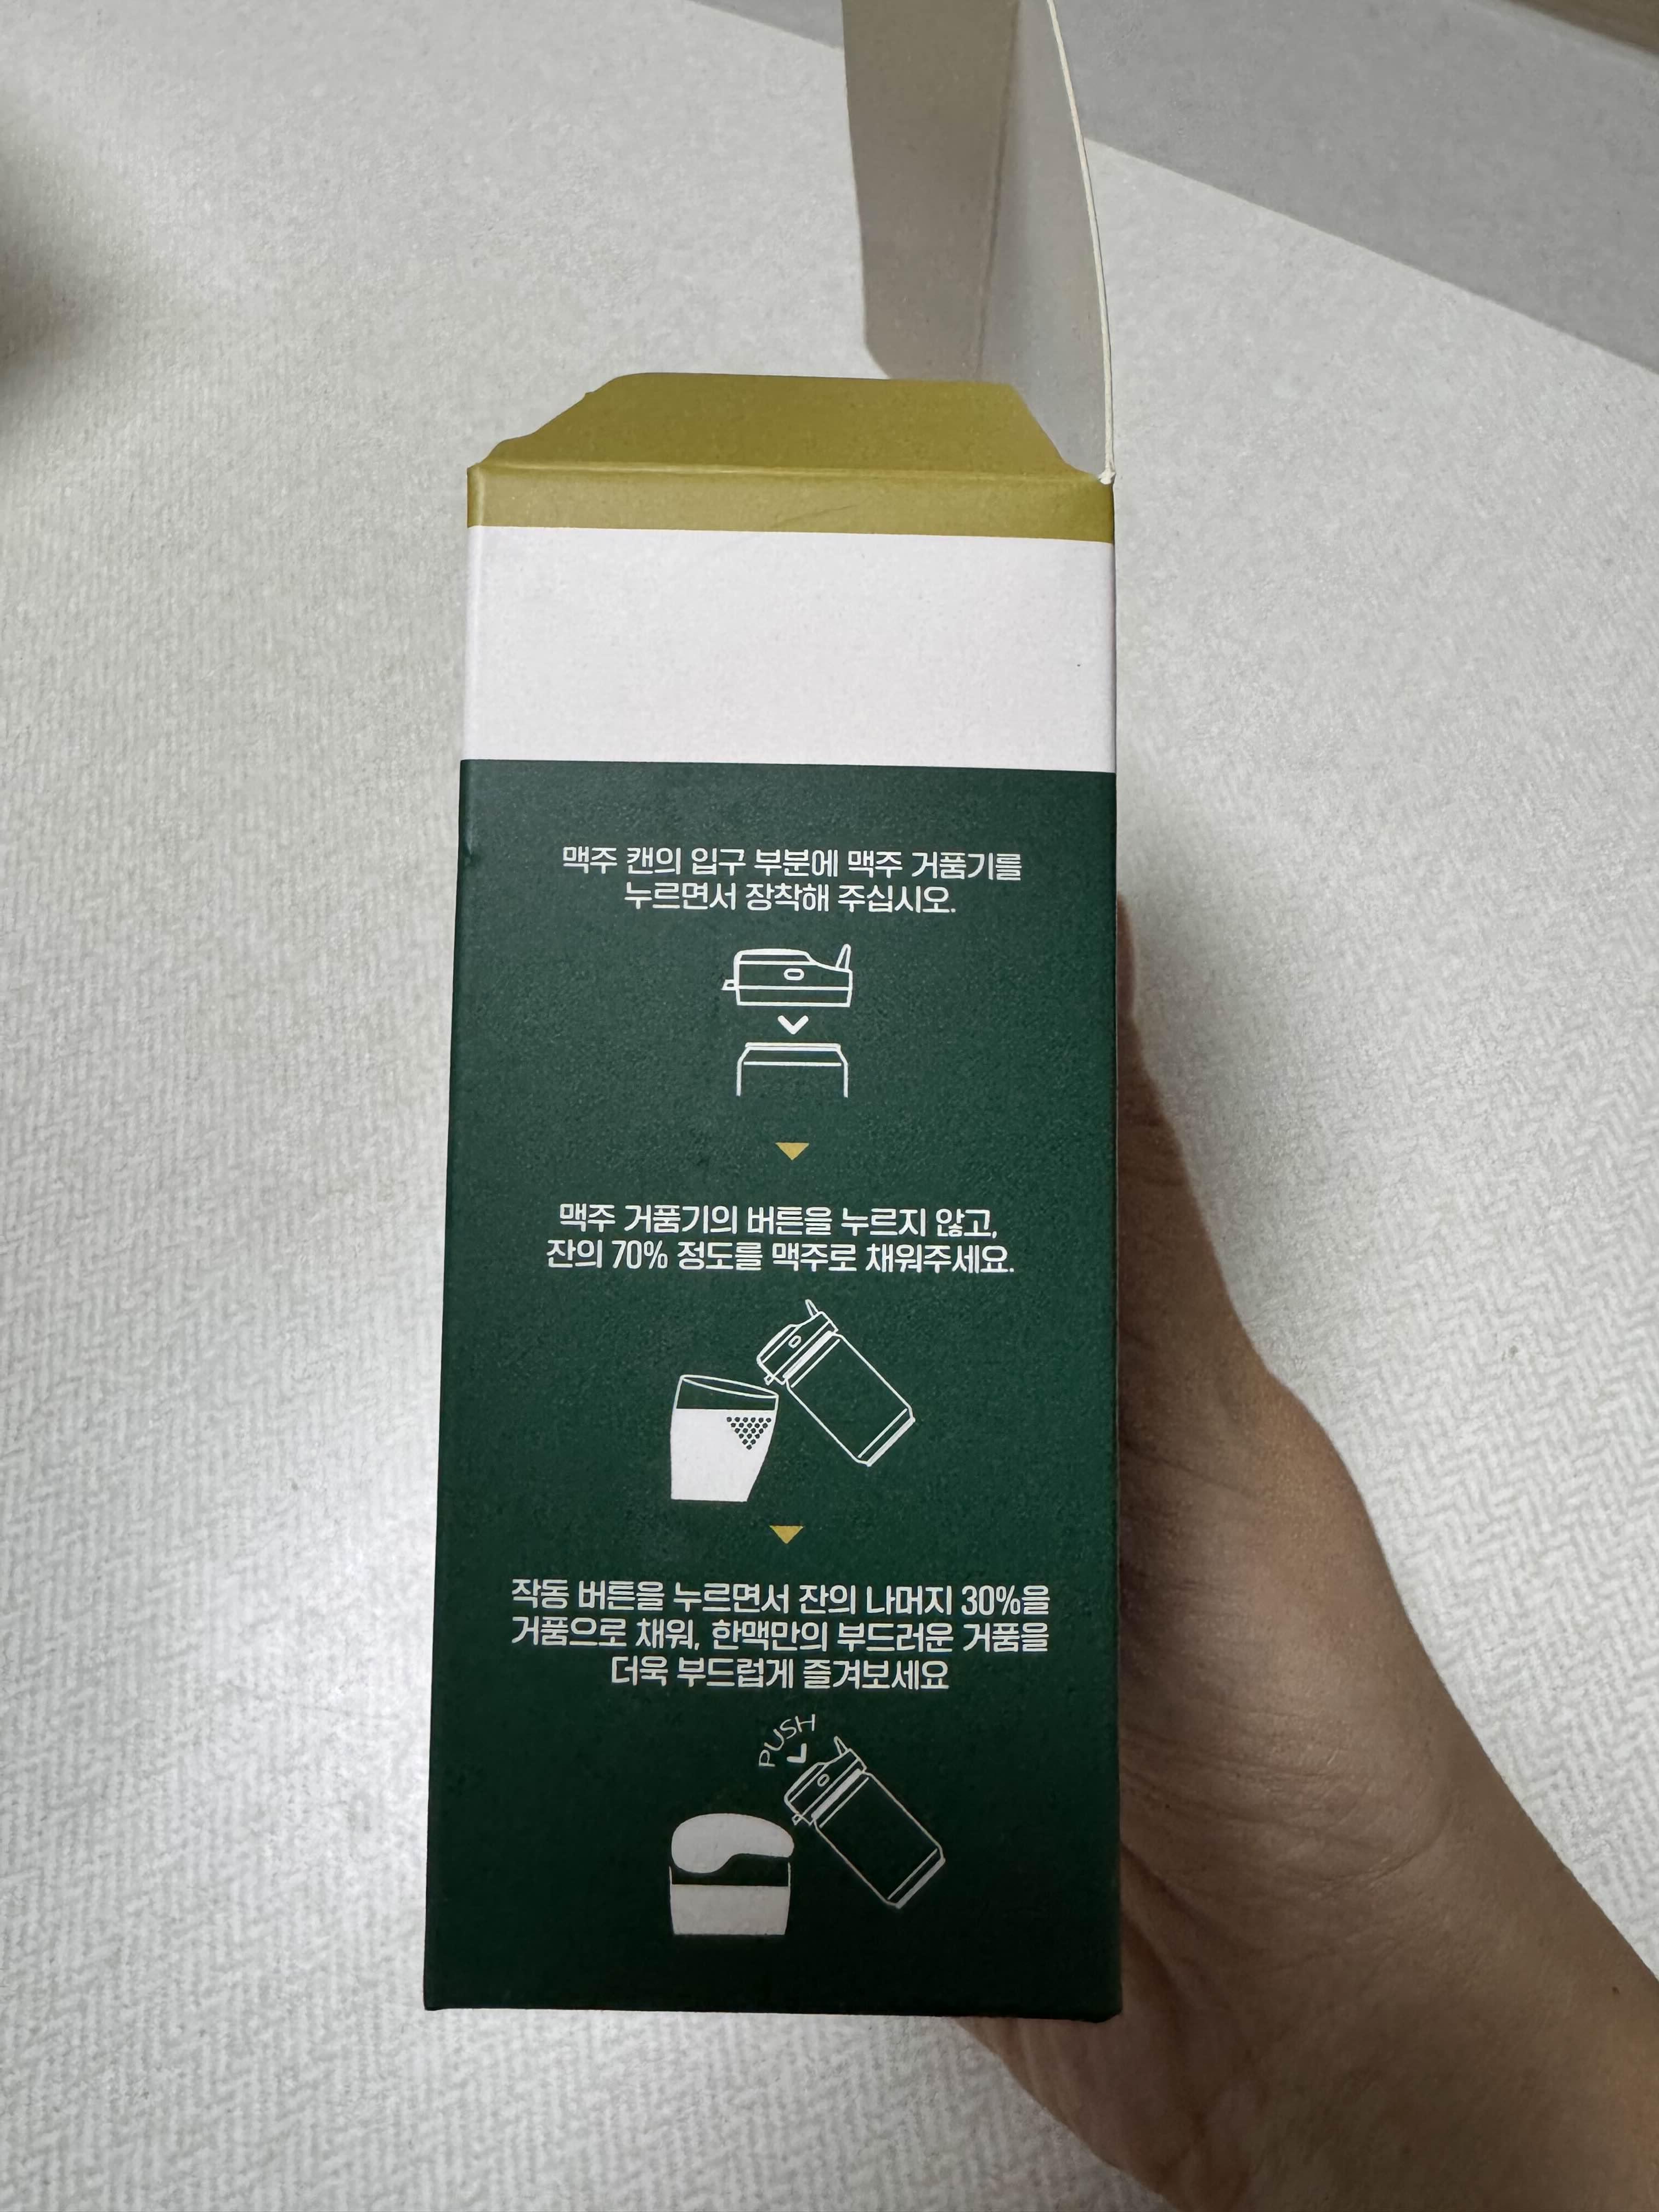 맥주 캔의 입구 부분에 맥주 거품기를
누르면서 장착해 주십시오.
맥주 거품기의 버튼을 누르지 않고,
잔의 70% 정도를 맥주로 채워주세요.
작동 버튼을 누르면서 잔의 나머지 30%을
거품으로 채워, 한맥만의 부드러운 거품을
더욱 부드럽게 즐겨보세요
PUSH